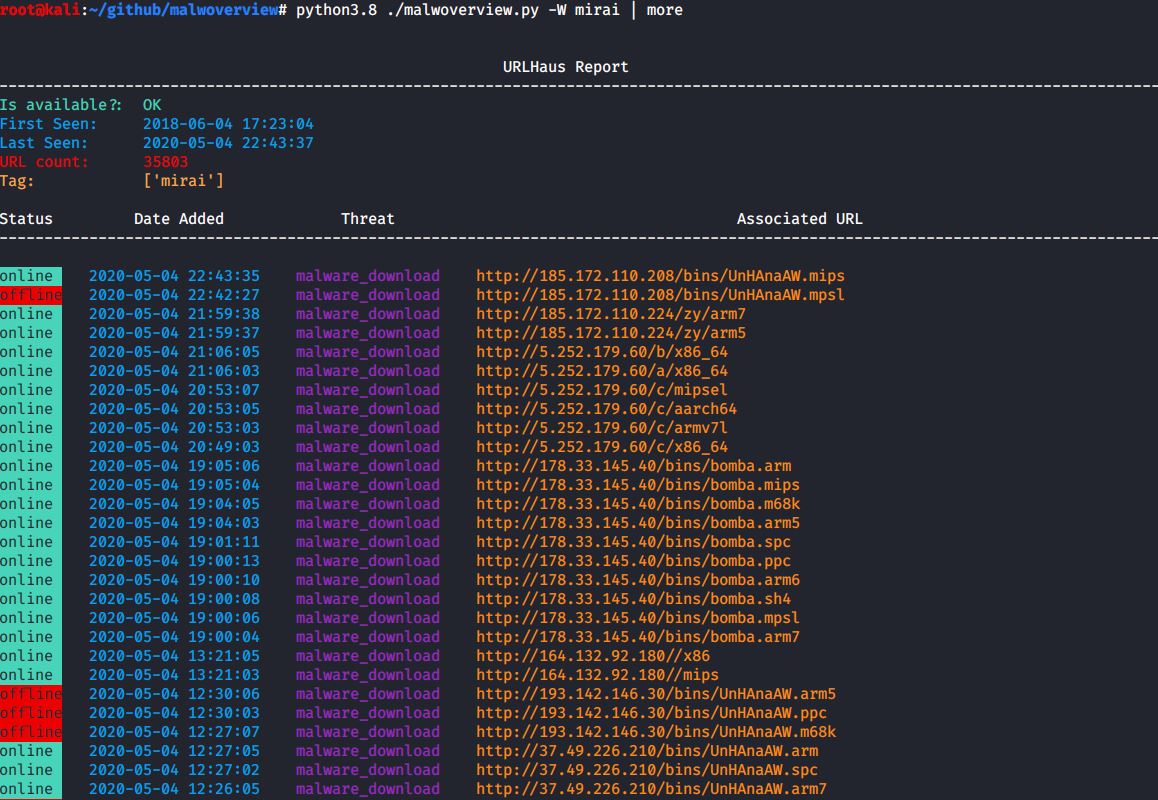 root@kali:~/github/malwoverview# python3.8 ./malwoverview.py -W mirai | more
URLHaus Report
Is available?: OK
First Seen: 2018-06-04 17:23:04
Last Seen: 2020-05-04 22:43:37
URL count: 35803
Tag: ['mirai']
Status Date Added Threat Associated URL
online 2020-05-04 22:43:35 malware_download http://185.172.110.208/bins/UnHAnaAW.mips
offline 2020-05-04 22:42:27 malware_download http://185.172.110.208/bins/UnHAnaAW.mpsl
online 2020-05-04 21:59:38 malware_download http://185.172.110.224/zy/arm7
online 2020-05-04 21:59:37 malware_download http://185.172.110.224/zy/arm5
online 2020-05-04 21:06:05 malware_download http://5.252.179.60/b/x86_64
online 2020-05-04 21:06:03 malware_download http://5.252.179.60/a/x86_64
online 2020-05-04 20:53:07 malware_download http://5.252.179.60/c/mipsel
online 2020-05-04 20:53:05 malware_download http://5.252.179.60/c/aarch64
online 2020-05-04 20:53:03 malware_download http://5.252.179.60/c/armv7l
online 2020-05-04 20:49:03 malware_download http://5.252.179.60/c/x86_64
online 2020-05-04 19:05:06 malware_download http://178.33.145.40/bins/bomba.arm
online 2020-05-04 19:05:04 malware_download http://178.33.145.40/bins/bomba.mips
online 2020-05-04 19:04:05 malware_download http://178.33.145.40/bins/bomba.m68k
online 2020-05-04 19:04:03 malware_download http://178.33.145.40/bins/bomba.arm5
online 2020-05-04 19:01:11 malware_download http://178.33.145.40/bins/bomba.spc
online 2020-05-04 19:00:13 malware_download http://178.33.145.40/bins/bomba.ppc
online 2020-05-04 19:00:10 malware_download http://178.33.145.40/bins/bomba.arm6
online 2020-05-04 19:00:08 malware_download http://178.33.145.40/bins/bomba.sh4
online 2020-05-04 19:00:06 malware_download http://178.33.145.40/bins/bomba.mpsl
online 2020-05-04 19:00:04 malware_download http://178.33.145.40/bins/bomba.arm7
online 2020-05-04 13:21:05 malware_download http://164.132.92.180//x86
online 2020-05-04 13:21:03 malware_download http://164.132.92.180//mips
offline 2020-05-04 12:30:06 malware_download http://193.142.146.30/bins/UnHAnaAW.arm5
offline 2020-05-04 12:30:03 malware_download http://193.142.146.30/bins/UnHAnaAW.ppc
offline 2020-05-04 12:27:07 malware_download http://193.142.146.30/bins/UnHAnaAW.m68k
online 2020-05-04 12:27:05 malware_download http://37.49.226.210/bins/UnHAnaAW.arm
online 2020-05-04 12:27:02 malware_download http://37.49.226.210/bins/UnHAnaAW.spc
online 2020-05-04 12:26:05 malware_download http://37.49.226.210/bins/UnHAnaAW.arm7